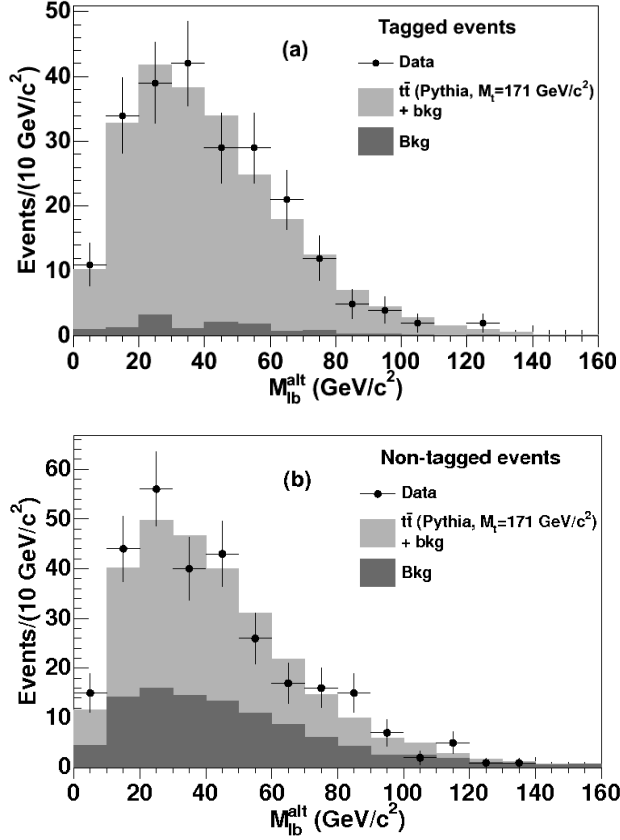 Tagged events
(a)
Data
tt̄ (Pythia, Mₜ=171 GeV/c²)
+ bkg
Bkg
Events/(10 GeV/c²)
50
40
30
20
10
0
0 20 40 60 80 100 120 140 160
M_lb^alt (GeV/c²)
Non-tagged events
(b)
Data
tt̄ (Pythia, Mₜ=171 GeV/c²)
+ bkg
Bkg
Events/(10 GeV/c²)
60
50
40
30
20
10
0
0 20 40 60 80 100 120 140 160
M_lb^alt (GeV/c²)